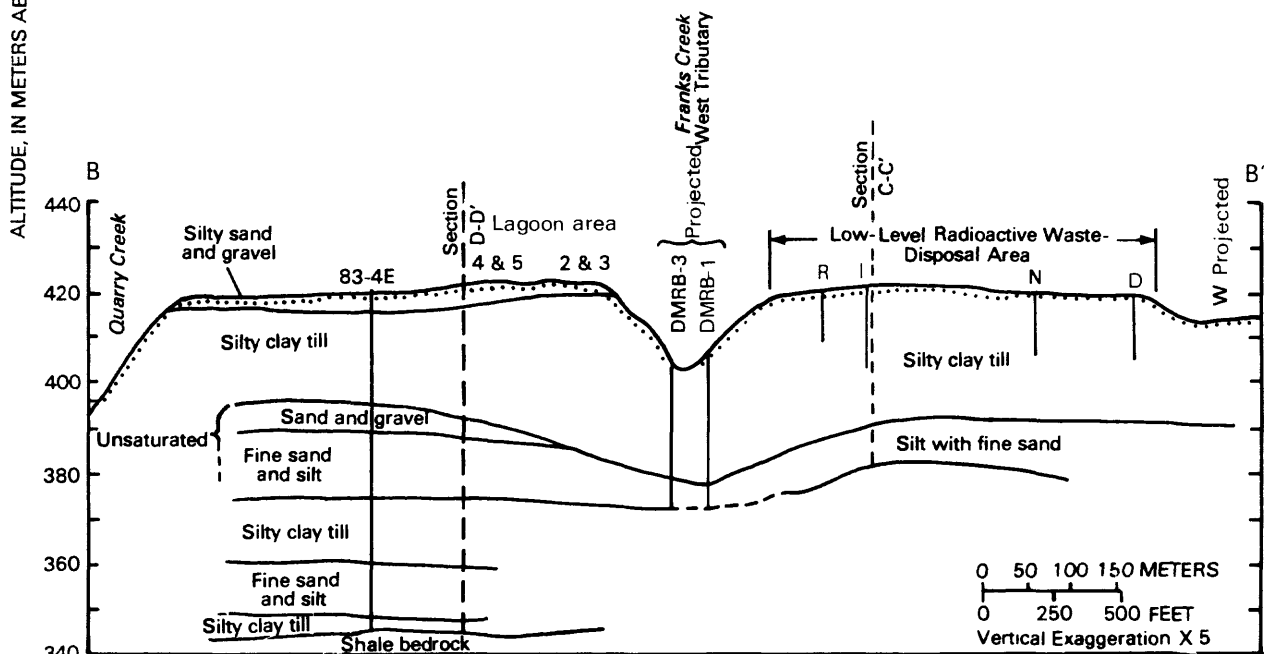 ALTITUDE, IN METERS AB
B
B'
Quarry Creek
Franks Creek
Projected West Tributary
Section
D-D'
Section
C-C'
W Projected
Lagoon area
Projected
DMRB-3
DMRB-1
Low-Level Radioactive Waste-
Disposal Area
Silty sand
and gravel
83-4E
4 & 5
2 & 3
R
I
N
D
440
420
400
380
360
340
Silty clay till
Silty clay till
Unsaturated
Sand and gravel
Fine sand
and silt
Silt with fine sand
Silty clay till
Fine sand
and silt
Silty clay till
Shale bedrock
0 50 100 150 METERS
0 250 500 FEET
Vertical Exaggeration X 5